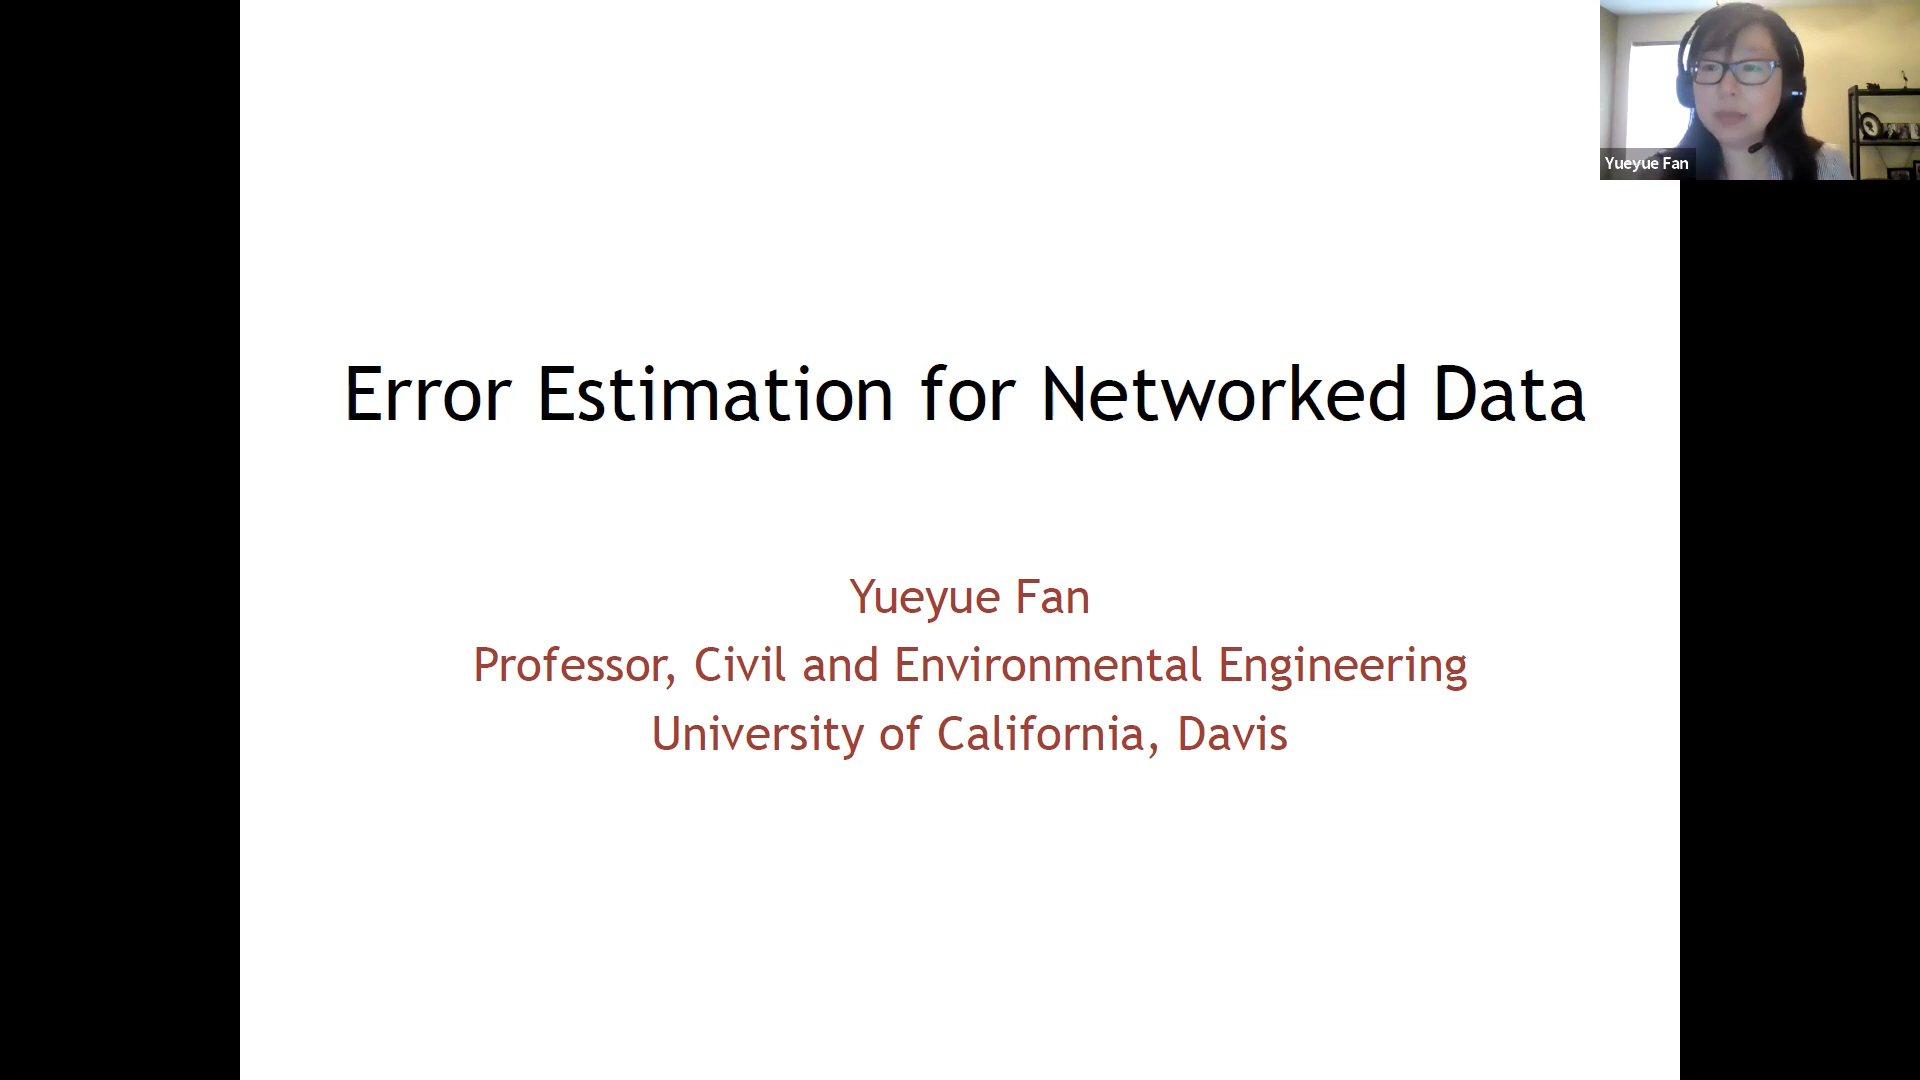 Yueyue Fan
Error Estimation for Networked Data
Yueyue Fan
Professor, Civil and Environmental Engineering
University of California, Davis